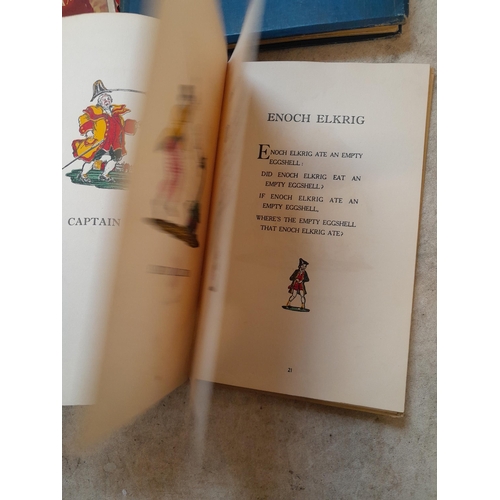 CAPTAIN
ENOCH ELKRIG
ENOCH ELKRIG ATE AN EMPTY
EGGSHELL:
DID ENOCH ELKRIG EAT AN
EMPTY EGGSHELL?
IF ENOCH ELKRIG ATE AN
EMPTY EGGSHELL,
WHERE'S THE EMPTY EGGSHELL
THAT ENOCH ELKRIG ATE?
21